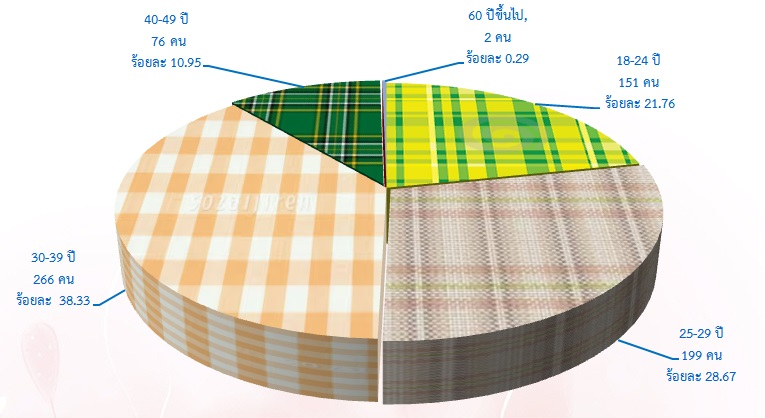 40-49 ปี
76 คน
ร้อยละ 10.95
60 ปีขึ้นไป,
2 คน
ร้อยละ 0.29
18-24 ปี
151 คน
ร้อยละ 21.76
30-39 ปี
266 คน
ร้อยละ 38.33
25-29 ปี
199 คน
ร้อยละ 28.67